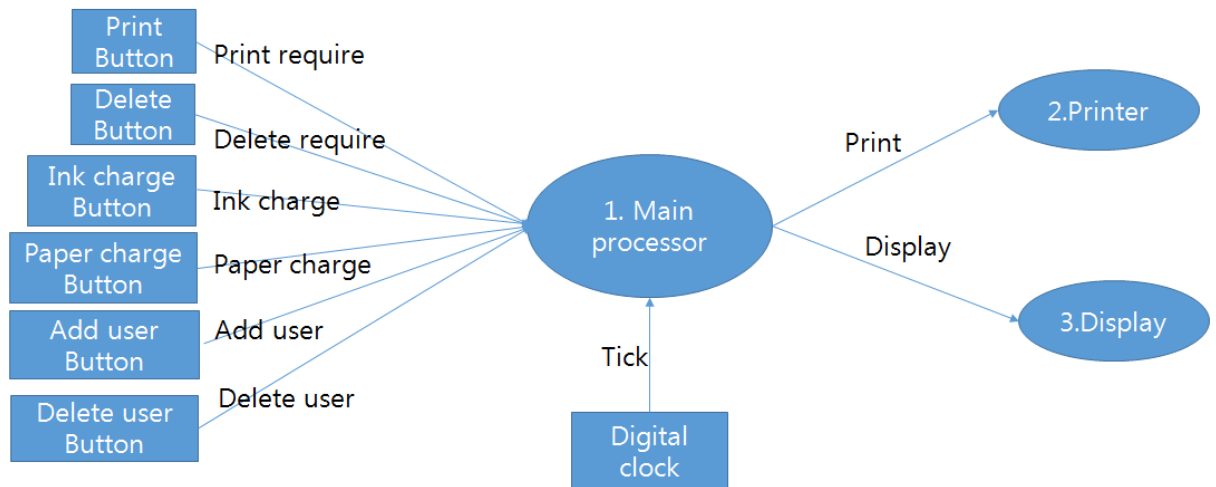 Print
Button
Print require
Delete
Button
Delete require
Ink charge
Button
Ink charge
Paper charge
Button
Paper charge
Add user
Button
Add user
Delete user
Button
Delete user
1. Main
processor
Tick
Digital
clock
Print
2.Printer
Display
3.Display